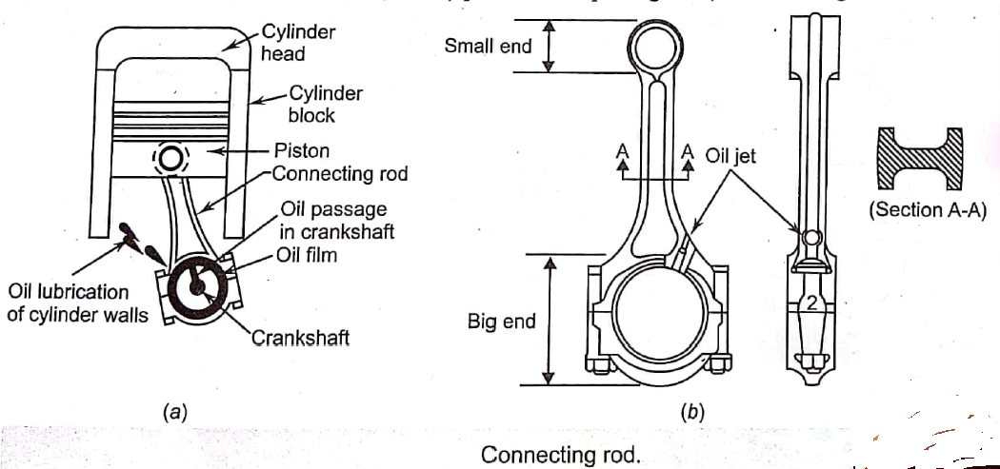 Cylinder
head
Cylinder
block
Piston
Connecting rod
Oil passage
in crankshaft
Oil film
Oil lubrication
of cylinder walls
Crankshaft
(a)
Small end
A
A
Oil jet
Big end
2
(Section A-A)
(b)
Connecting rod.